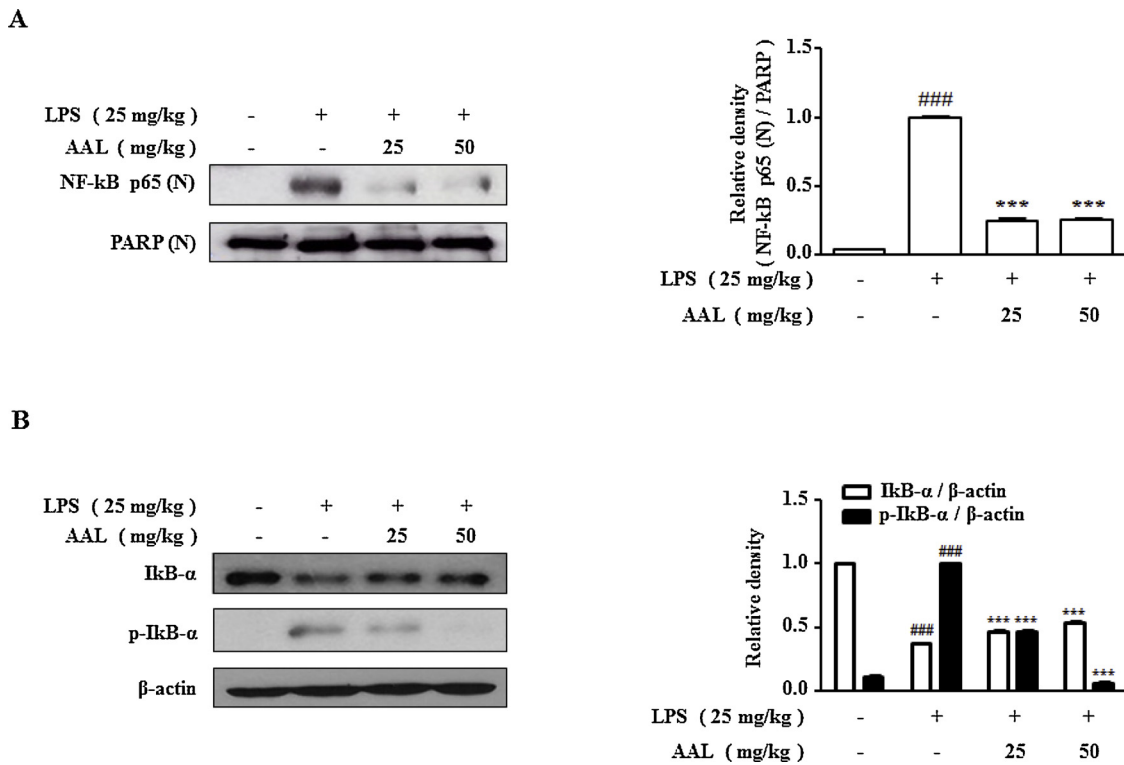 A
LPS ( 25 mg/kg ) - + + +
AAL ( mg/kg ) - - 25 50
NF-kB p65 (N)
PARP (N)
Relative density
( NF-kB p65 (N) / PARP )
1.5
1.0
0.5
0.0
###
*** ***
LPS ( 25 mg/kg ) - + + +
AAL ( mg/kg ) - - 25 50
B
LPS ( 25 mg/kg ) - + + +
AAL ( mg/kg ) - - 25 50
IkB-α
p-IkB-α
β-actin
IkB-α / β-actin
p-IkB-α / β-actin
Relative density
1.5
1.0
0.5
0.0
###
###
*** *** ***
***
LPS ( 25 mg/kg ) - + + +
AAL ( mg/kg ) - - 25 50